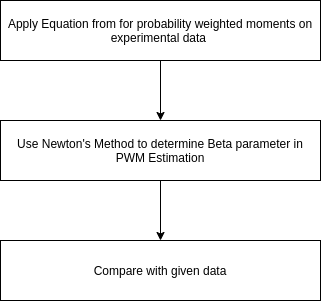 Apply Equation from for probability weighted moments on
experimental data
Use Newton's Method to determine Beta parameter in
PWM Estimation
Compare with given data